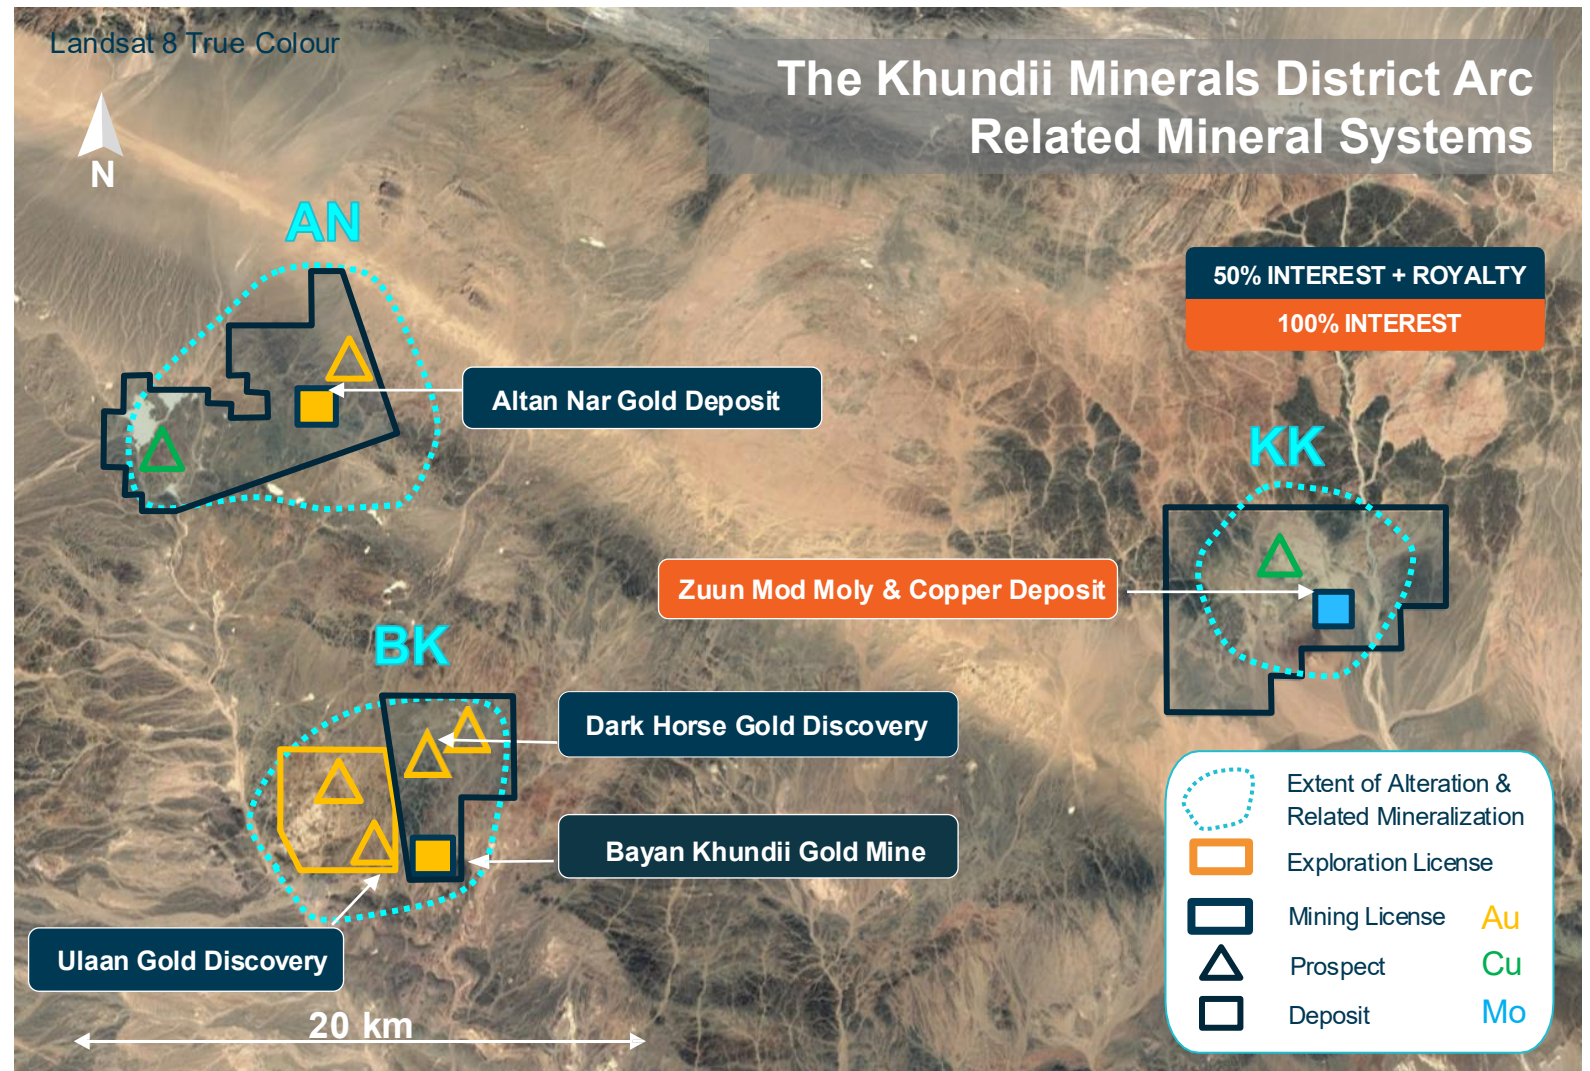 Landsat 8 True Colour
The Khundii Minerals District Arc
Related Mineral Systems
N
AN
50% INTEREST + ROYALTY
100% INTEREST
Altan Nar Gold Deposit
KK
Zuun Mod Moly & Copper Deposit
BK
Dark Horse Gold Discovery
Bayan Khundii Gold Mine
Ulaan Gold Discovery
20 km
Extent of Alteration &
Related Mineralization
Exploration License
Mining License Au
Prospect Cu
Deposit Mo